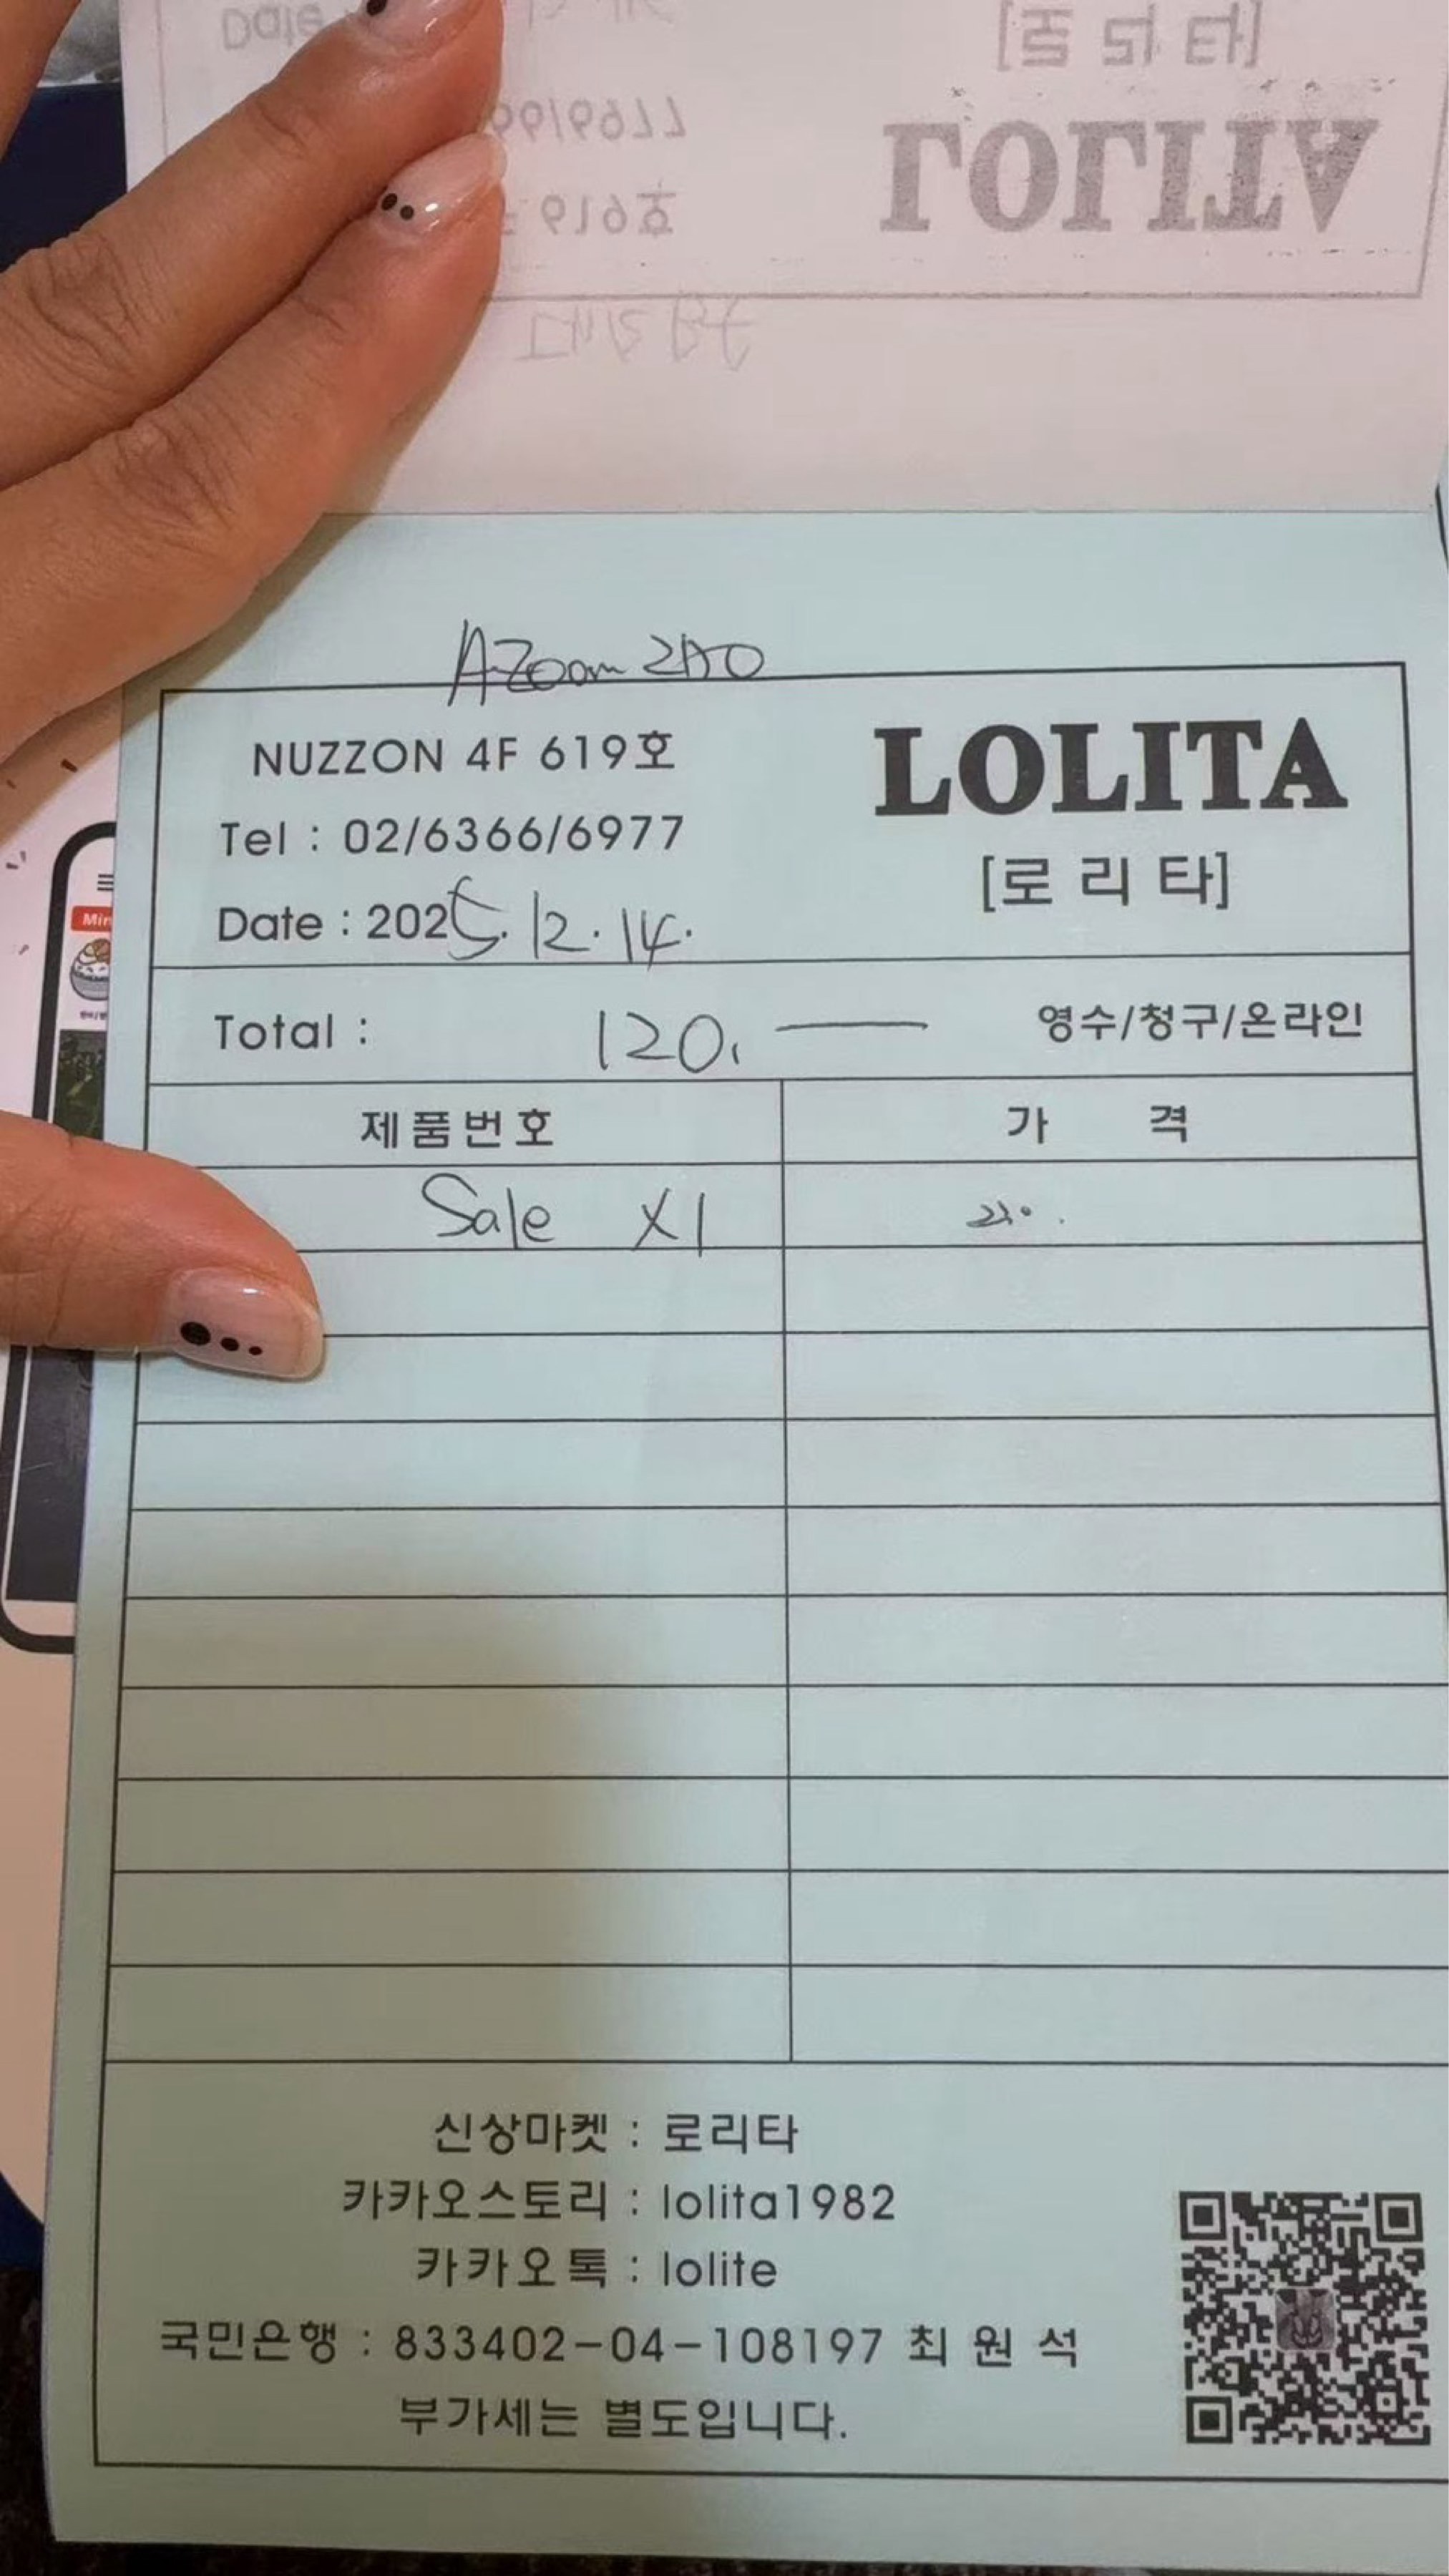 NUZZON 4F 619호
LOLITA
Tel : 02/6366/6977
[로 리 타]
Date : 2025. 12. 14.
Total : 120, — 영수/청구/온라인
제품번호 가 격
Sale X1
신상마켓 : 로리타
카카오스토리 : lolita1982
카카오톡 : lolite
국민은행 : 833402-04-108197 최 원 석
부가세는 별도입니다.